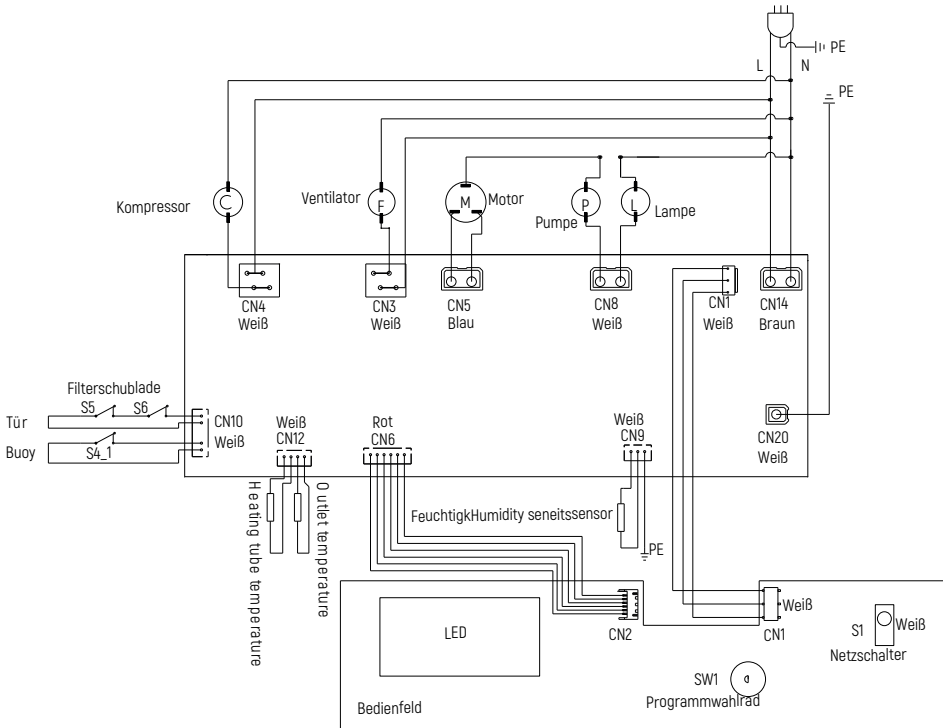 PE
L
N
PE
Kompressor
C
Ventilator
F
M
Motor
Pumpe
P
L
Lampe
CN4
Weiß
CN3
Weiß
CN5
Blau
CN8
Weiß
CN1
Weiß
CN14
Braun
Filterschublade
S5
S6
Tür
Buoy
S4_1
CN10
Weiß
Weiß
CN12
Rot
CN6
Weiß
CN9
CN20
Weiß
Heating tube temperature
Outlet temperature
FeuchtigkHumidity seneitssensor
PE
LED
CN2
Weiß
CN1
S1
Weiß
Netzschalter
SW1
Programmwahlrad
Bedienfeld